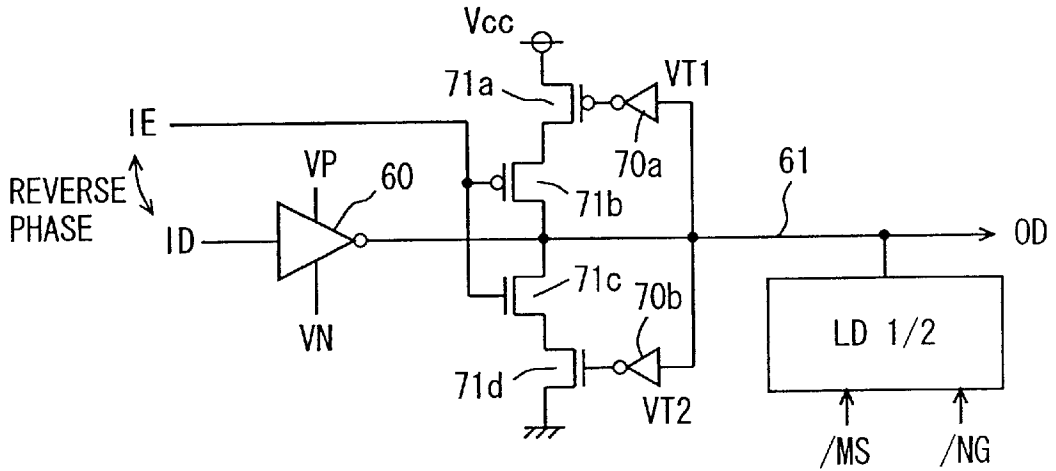 Vcc
71a
VT1
IE
70a
REVERSE
PHASE
VP
60
71b
61
ID
OD
71c
70b
VN
LD 1/2
71d
VT2
/MS
/NG